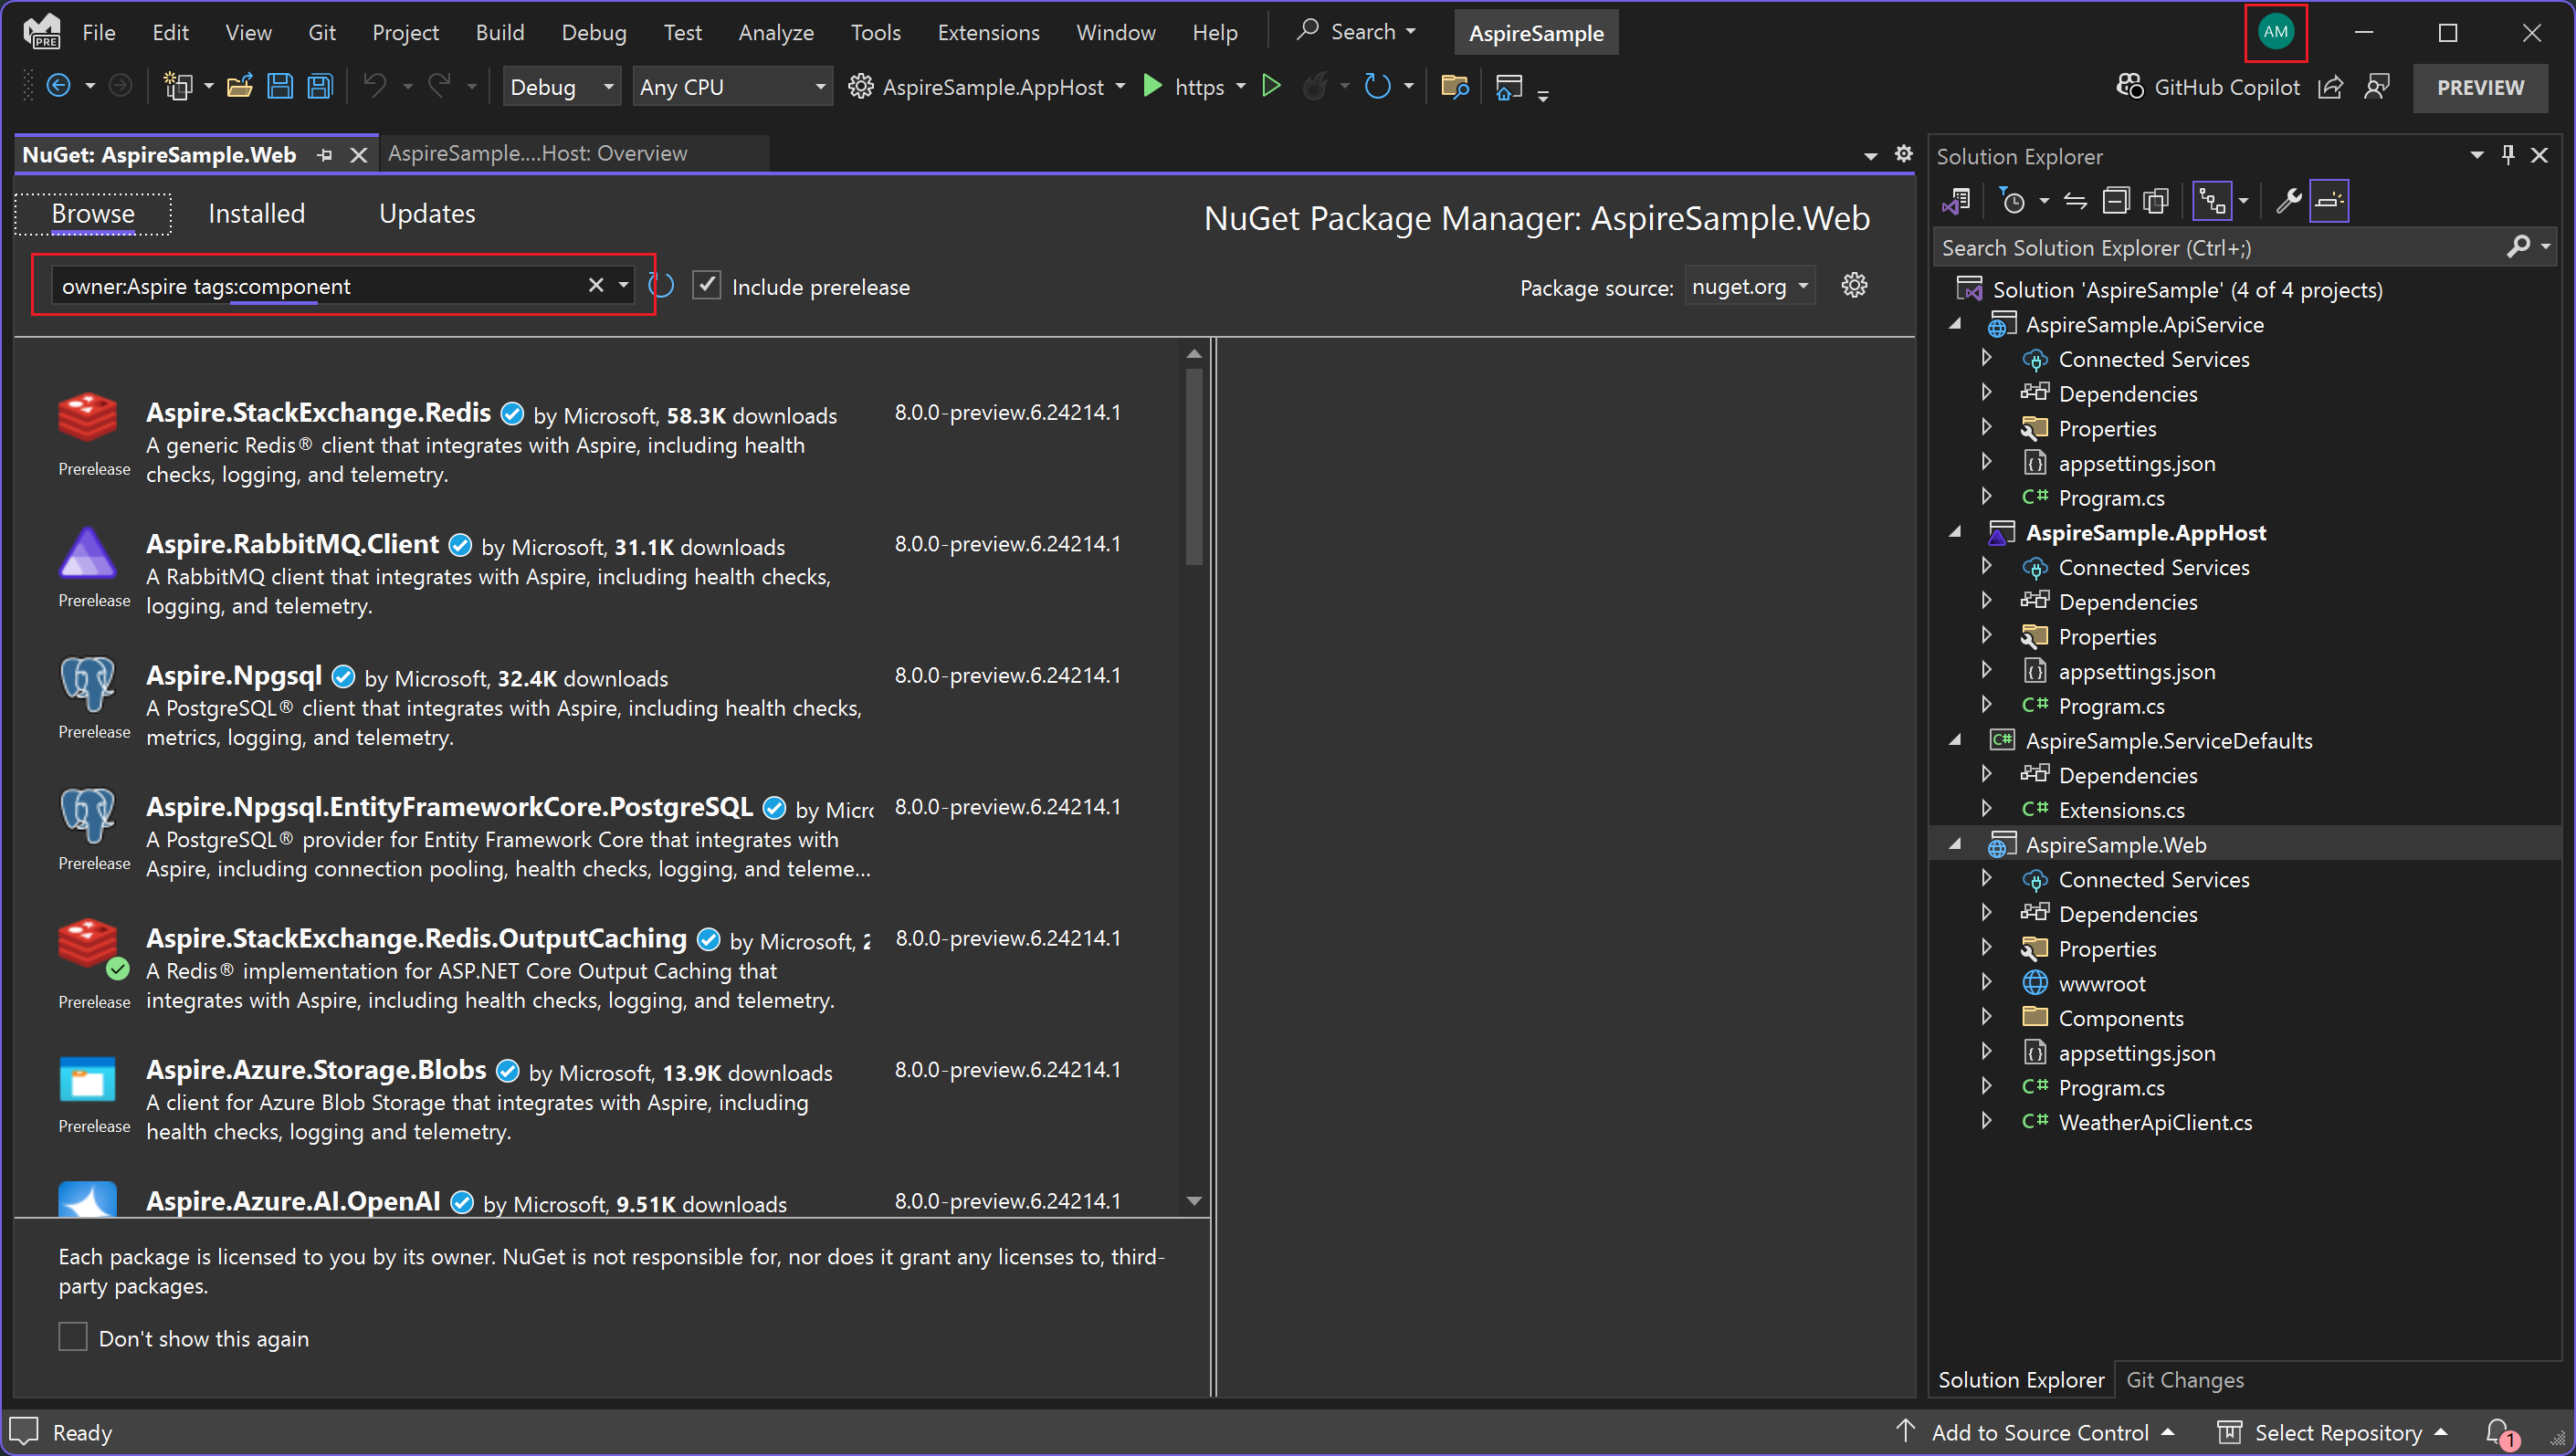 PRE File Edit View Git Project Build Debug Test Analyze Tools Extensions Window Help Search AspireSample AM
Debug Any CPU AspireSample.AppHost https GitHub Copilot PREVIEW
NuGet: AspireSample.Web AspireSample....Host: Overview
Browse Installed Updates
NuGet Package Manager: AspireSample.Web
owner:Aspire tags:component Include prerelease Package source: nuget.org
Aspire.StackExchange.Redis by Microsoft, 58.3K downloads 8.0.0-preview.6.24214.1
A generic Redis® client that integrates with Aspire, including health
checks, logging, and telemetry.
Prerelease
Aspire.RabbitMQ.Client by Microsoft, 31.1K downloads 8.0.0-preview.6.24214.1
A RabbitMQ client that integrates with Aspire, including health checks,
logging, and telemetry.
Prerelease
Aspire.Npgsql by Microsoft, 32.4K downloads 8.0.0-preview.6.24214.1
A PostgreSQL® client that integrates with Aspire, including health checks,
metrics, logging, and telemetry.
Prerelease
Aspire.Npgsql.EntityFrameworkCore.PostgreSQL by Micr 8.0.0-preview.6.24214.1
A PostgreSQL® provider for Entity Framework Core that integrates with
Aspire, including connection pooling, health checks, logging, and teleme...
Prerelease
Aspire.StackExchange.Redis.OutputCaching by Microsoft, 8.0.0-preview.6.24214.1
A Redis® implementation for ASP.NET Core Output Caching that
integrates with Aspire, including health checks, logging, and telemetry.
Prerelease
Aspire.Azure.Storage.Blobs by Microsoft, 13.9K downloads 8.0.0-preview.6.24214.1
A client for Azure Blob Storage that integrates with Aspire, including
health checks, logging and telemetry.
Prerelease
Aspire.Azure.AI.OpenAI by Microsoft, 9.51K downloads 8.0.0-preview.6.24214.1
Each package is licensed to you by its owner. NuGet is not responsible for, nor does it grant any licenses to, third-
party packages.
Don't show this again
Solution Explorer
Search Solution Explorer (Ctrl+;)
Solution 'AspireSample' (4 of 4 projects)
AspireSample.ApiService
Connected Services
Dependencies
Properties
appsettings.json
C# Program.cs
AspireSample.AppHost
Connected Services
Dependencies
Properties
appsettings.json
C# Program.cs
C# AspireSample.ServiceDefaults
Dependencies
C# Extensions.cs
AspireSample.Web
Connected Services
Dependencies
Properties
wwwroot
Components
appsettings.json
C# Program.cs
C# WeatherApiClient.cs
Solution Explorer Git Changes
Ready Add to Source Control Select Repository 1